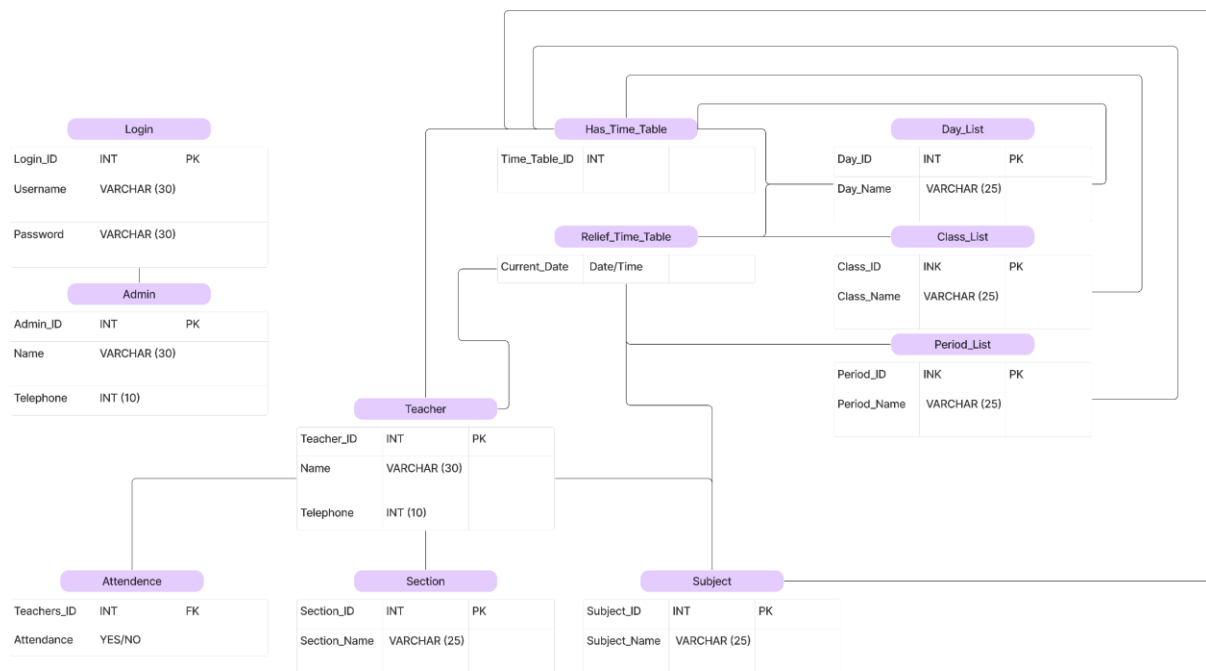 Login
Login_ID INT PK
Username VARCHAR (30)
Password VARCHAR (30)
Admin
Admin_ID INT PK
Name VARCHAR (30)
Telephone INT (10)
Has_Time_Table
Time_Table_ID INT
Relief_Time_Table
Current_Date Date/Time
Day_List
Day_ID INT PK
Day_Name VARCHAR (25)
Class_List
Class_ID INK PK
Class_Name VARCHAR (25)
Period_List
Period_ID INK PK
Period_Name VARCHAR (25)
Teacher
Teacher_ID INT PK
Name VARCHAR (30)
Telephone INT (10)
Attendence
Teachers_ID INT FK
Attendance YES/NO
Section
Section_ID INT PK
Section_Name VARCHAR (25)
Subject
Subject_ID INT PK
Subject_Name VARCHAR (25)